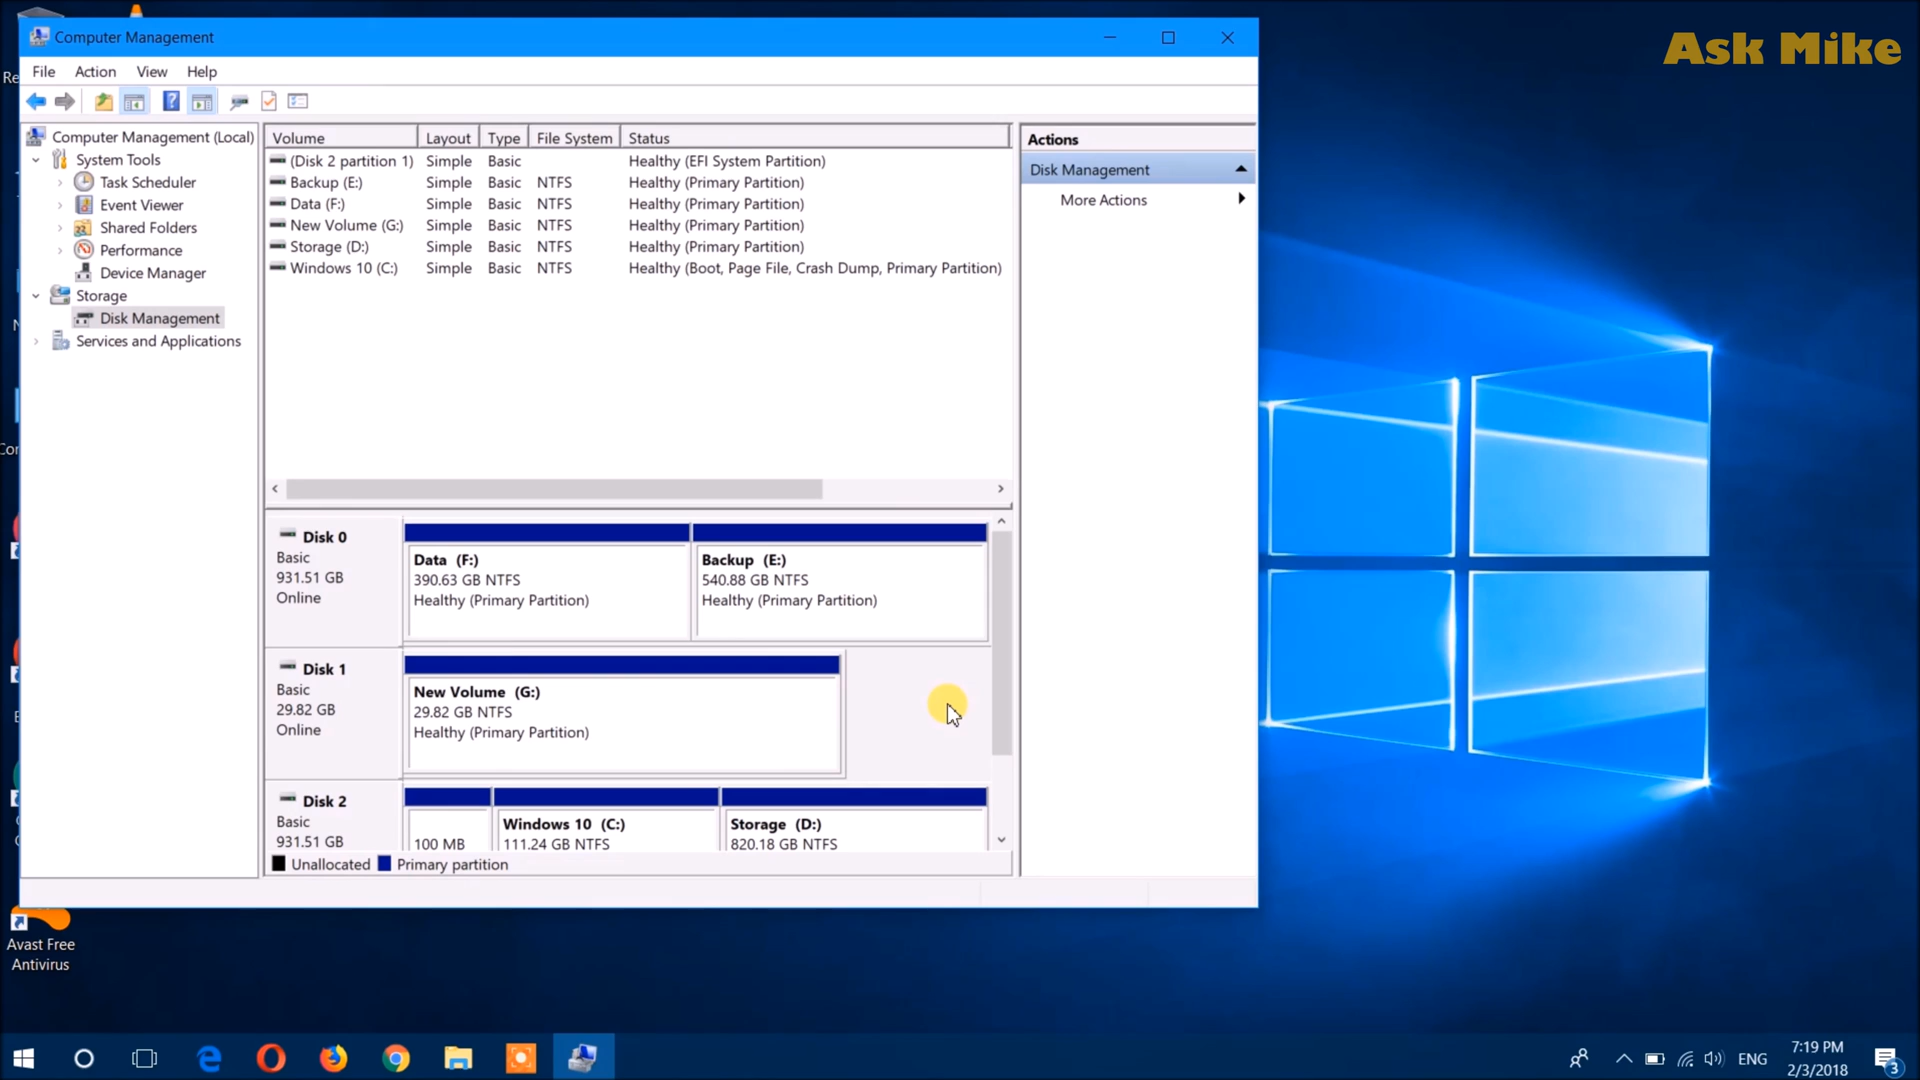 Ask Mike
Computer Management
File Action View Help
Computer Management (Local)
System Tools
Task Scheduler
Event Viewer
Shared Folders
Performance
Device Manager
Storage
Disk Management
Services and Applications
Volume Layout Type File System Status
(Disk 2 partition 1) Simple Basic Healthy (EFI System Partition)
Backup (E:) Simple Basic NTFS Healthy (Primary Partition)
Data (F:) Simple Basic NTFS Healthy (Primary Partition)
New Volume (G:) Simple Basic NTFS Healthy (Primary Partition)
Storage (D:) Simple Basic NTFS Healthy (Primary Partition)
Windows 10 (C:) Simple Basic NTFS Healthy (Boot, Page File, Crash Dump, Primary Partition)
Actions
Disk Management
More Actions
Disk 0
Basic
931.51 GB
Online
Data (F:)
390.63 GB NTFS
Healthy (Primary Partition)
Backup (E:)
540.88 GB NTFS
Healthy (Primary Partition)
Disk 1
Basic
29.82 GB
Online
New Volume (G:)
29.82 GB NTFS
Healthy (Primary Partition)
Disk 2
Basic
931.51 GB
100 MB
Windows 10 (C:)
111.24 GB NTFS
Storage (D:)
820.18 GB NTFS
Unallocated Primary partition
Re
N
Cor
Avast Free
Antivirus
ENG
7:19 PM
2/3/2018
3